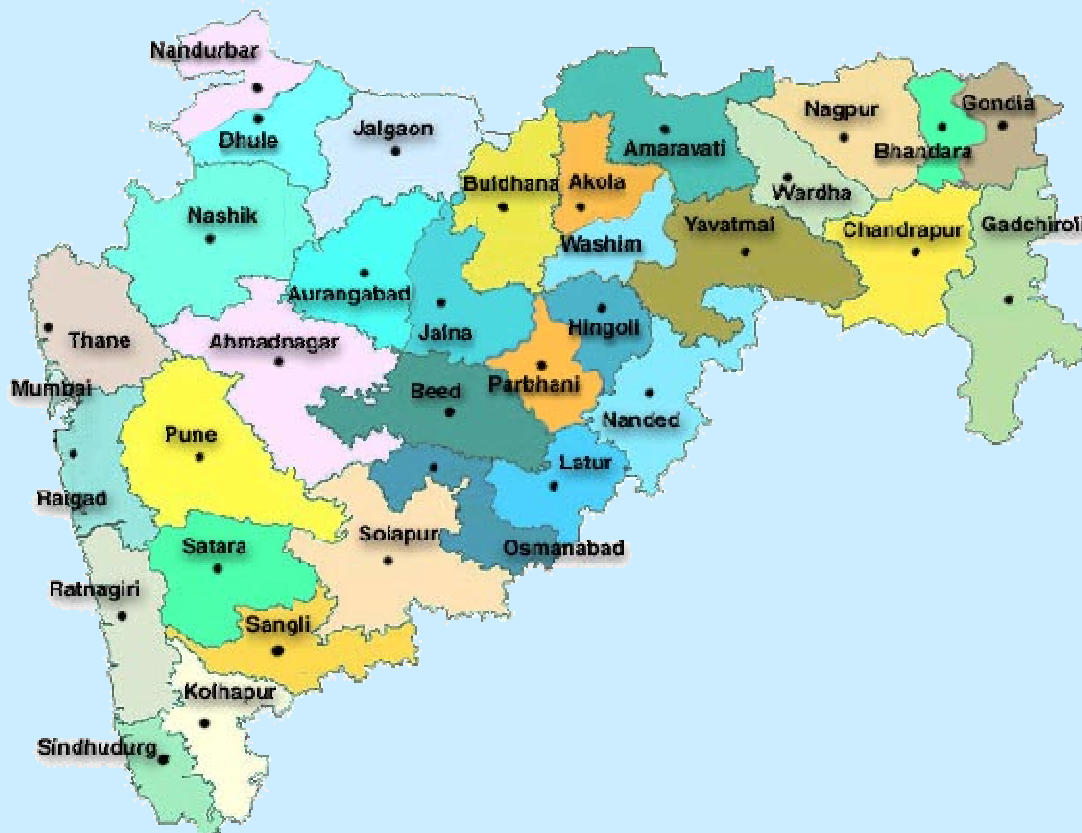 Nandurbar
Dhule
Jalgaon
Nashik
Buldhana
Akola
Amaravati
Nagpur
Bhandara
Gondia
Wardha
Yavatmal
Chandrapur
Gadchiroli
Washim
Aurangabad
Jalna
Hingoli
Thane
Ahmadnagar
Mumbai
Beed
Parbhani
Nanded
Pune
Latur
Raigad
Satara
Solapur
Osmanabad
Ratnagiri
Sangli
Kolhapur
Sindhudurg